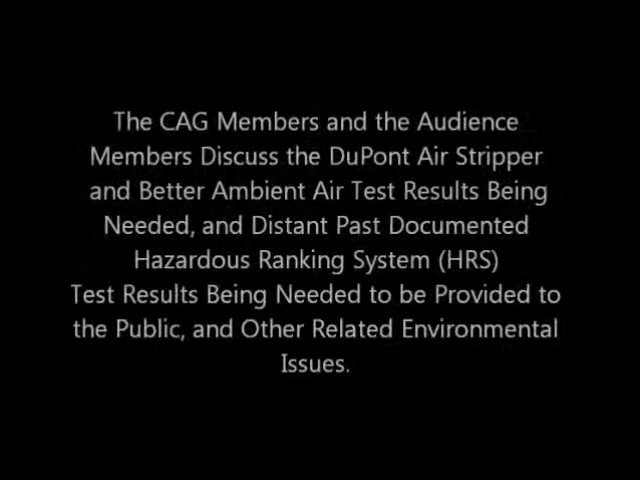 The CAG Members and the Audience
Members Discuss the DuPont Air Stripper
and Better Ambient Air Test Results Being
Needed, and Distant Past Documented
Hazardous Ranking System (HRS)
Test Results Being Needed to be Provided to
the Public, and Other Related Environmental
Issues.